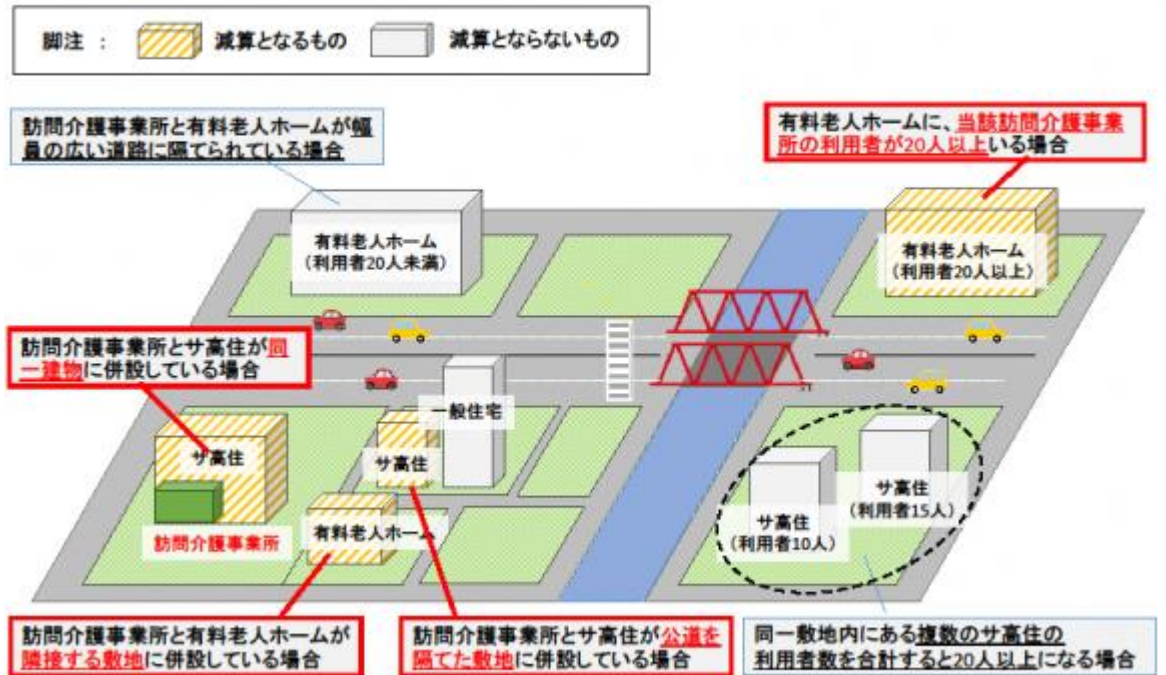 脚注 : 減算となるもの 減算とならないもの
訪問介護事業所と有料老人ホームが幅
員の広い道路に隔てられている場合
有料老人ホームに、当該訪問介護事業
所の利用者が20人以上いる場合
有料老人ホーム
(利用者20人未満)
有料老人ホーム
(利用者20人以上)
訪問介護事業所とサ高住が同
一建物に併設している場合
一般住宅
サ高住
サ高住
訪問介護事業所
有料老人ホーム
サ高住
(利用者15人)
サ高住
(利用者10人)
訪問介護事業所と有料老人ホームが
隣接する敷地に併設している場合
訪問介護事業所とサ高住が公道を
隔てた敷地に併設している場合
同一敷地内にある複数のサ高住の
利用者数を合計すると20人以上になる場合